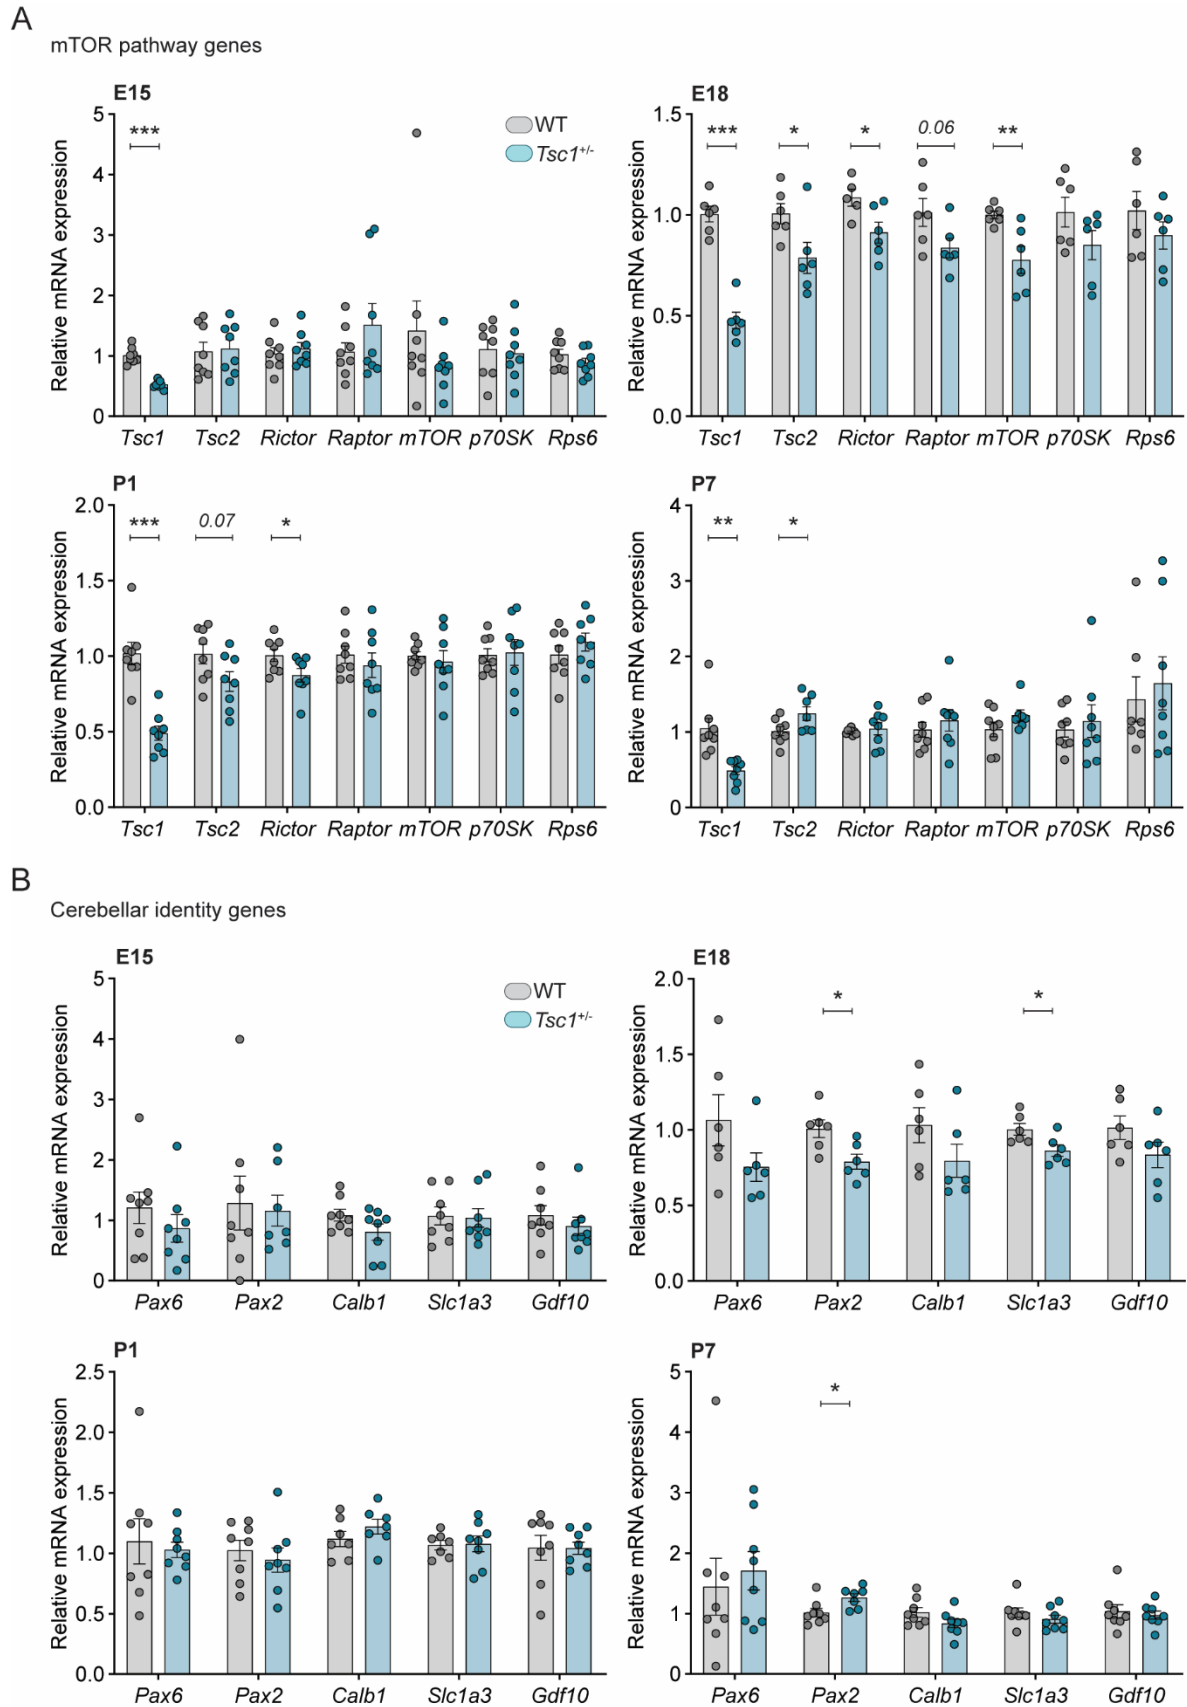 A
mTOR pathway genes
E15
Relative mRNA expression
5
4
3
2
1
0
***
WT
Tsc1+/-
Tsc1 Tsc2 Rictor Raptor mTOR p70SK Rps6
E18
Relative mRNA expression
1.5
1.0
0.5
0.0
*** * * 0.06 **
Tsc1 Tsc2 Rictor Raptor mTOR p70SK Rps6
P1
Relative mRNA expression
2.0
1.5
1.0
0.5
0.0
*** 0.07 *
Tsc1 Tsc2 Rictor Raptor mTOR p70SK Rps6
P7
Relative mRNA expression
4
3
2
1
0
** *
Tsc1 Tsc2 Rictor Raptor mTOR p70SK Rps6
B
Cerebellar identity genes
E15
Relative mRNA expression
5
4
3
2
1
0
WT
Tsc1+/-
Pax6 Pax2 Calb1 Slc1a3 Gdf10
E18
Relative mRNA expression
2.0
1.5
1.0
0.5
0.0
* *
Pax6 Pax2 Calb1 Slc1a3 Gdf10
P1
Relative mRNA expression
2.5
2.0
1.5
1.0
0.5
0.0
Pax6 Pax2 Calb1 Slc1a3 Gdf10
P7
Relative mRNA expression
5
4
3
2
1
0
*
Pax6 Pax2 Calb1 Slc1a3 Gdf10